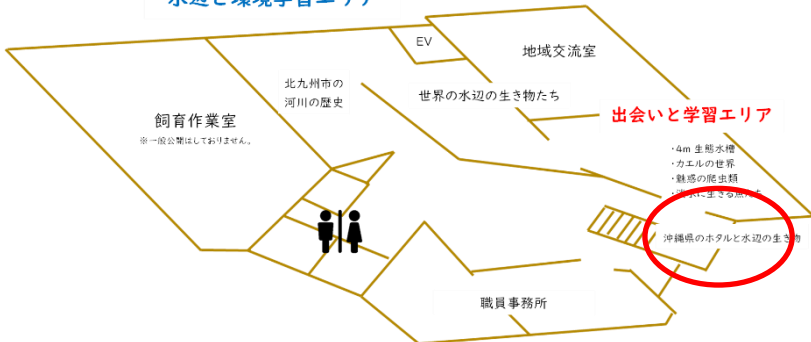 水辺と環境学習エリア
EV
地域交流室
北九州市の
河川の歴史
世界の水辺の生き物たち
飼育作業室
※一般公開はしておりません。
出会いと学習エリア
・4m 生態水槽
・カエルの世界
・魅惑の爬虫類
沖縄県のホタルと水辺の生き物
職員事務所